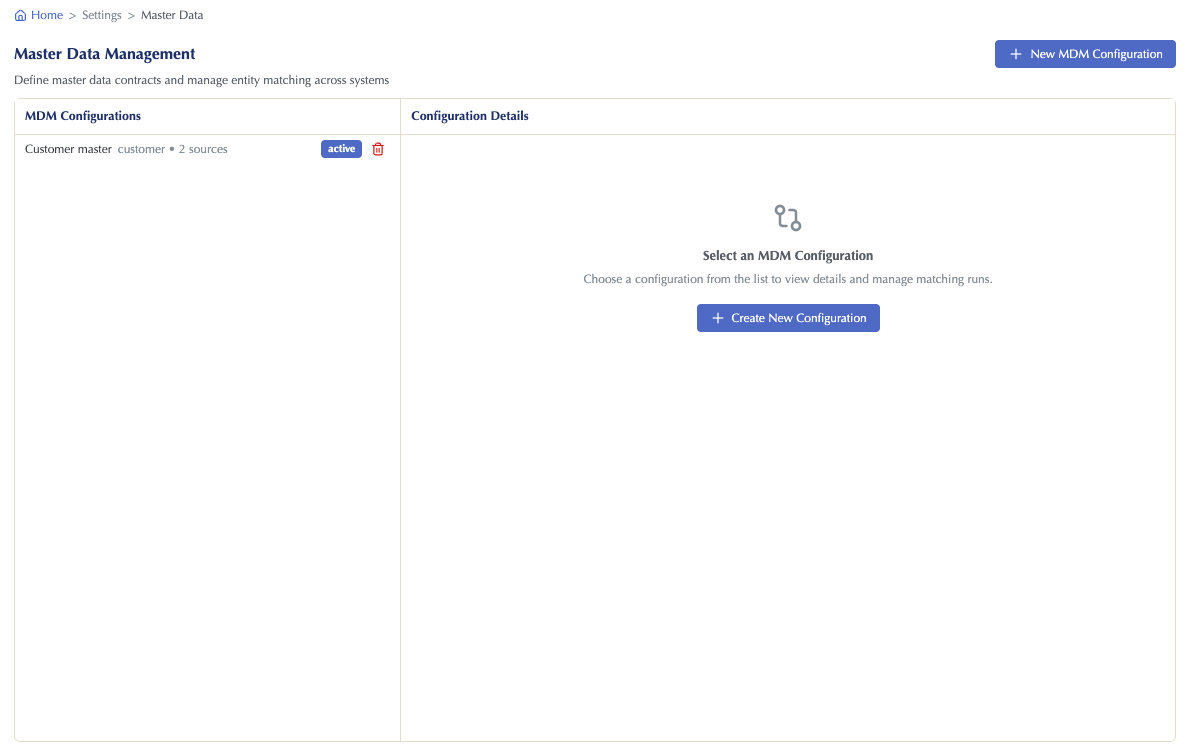 Home > Settings > Master Data
Master Data Management
New MDM Configuration
Define master data contracts and manage entity matching across systems
MDM Configurations
Configuration Details
Customer master customer • 2 sources active
Select an MDM Configuration
Choose a configuration from the list to view details and manage matching runs.
Create New Configuration